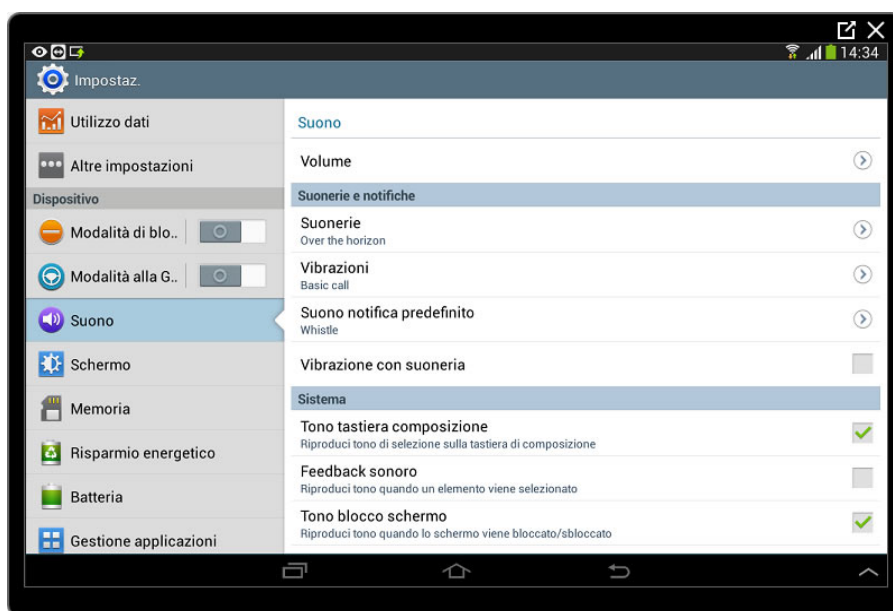 14:34
Impostaz.
Utilizzo dati
Altre impostazioni
Dispositivo
Modalità di blo..
Modalità alla G..
Suono
Schermo
Memoria
Risparmio energetico
Batteria
Gestione applicazioni
Suono
Volume
Suonerie e notifiche
Suonerie
Over the horizon
Vibrazioni
Basic call
Suono notifica predefinito
Whistle
Vibrazione con suoneria
Sistema
Tono tastiera composizione
Riproduci tono di selezione sulla tastiera di composizione
Feedback sonoro
Riproduci tono quando un elemento viene selezionato
Tono blocco schermo
Riproduci tono quando lo schermo viene bloccato/sbloccato